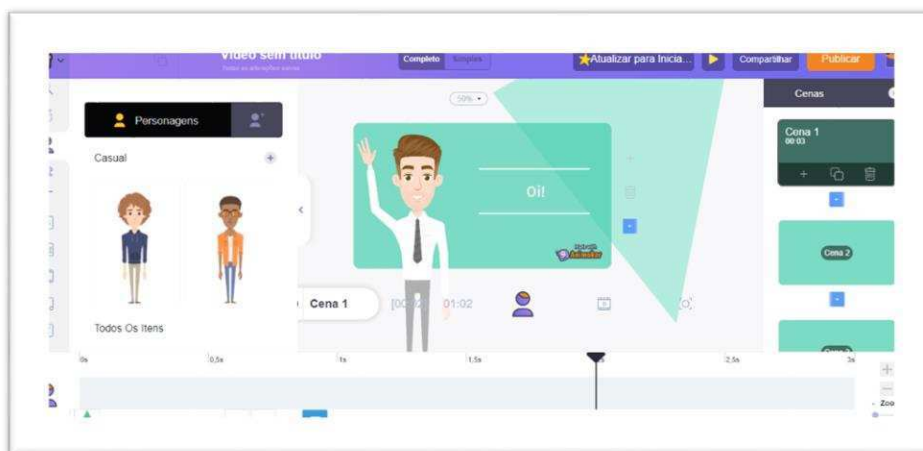 Vídeo sem título
Completo
Simples
Atualizar para Inicia...
Compartilhar
Publicar
50%
Cenas
Personagens
Casual
Todos Os Itens
Oi!
Animaker
Cena 1
01:02
Cena 1
00:03
Cena 2
0s
0,5s
1s
1,5s
2,5s
3s
Zoo